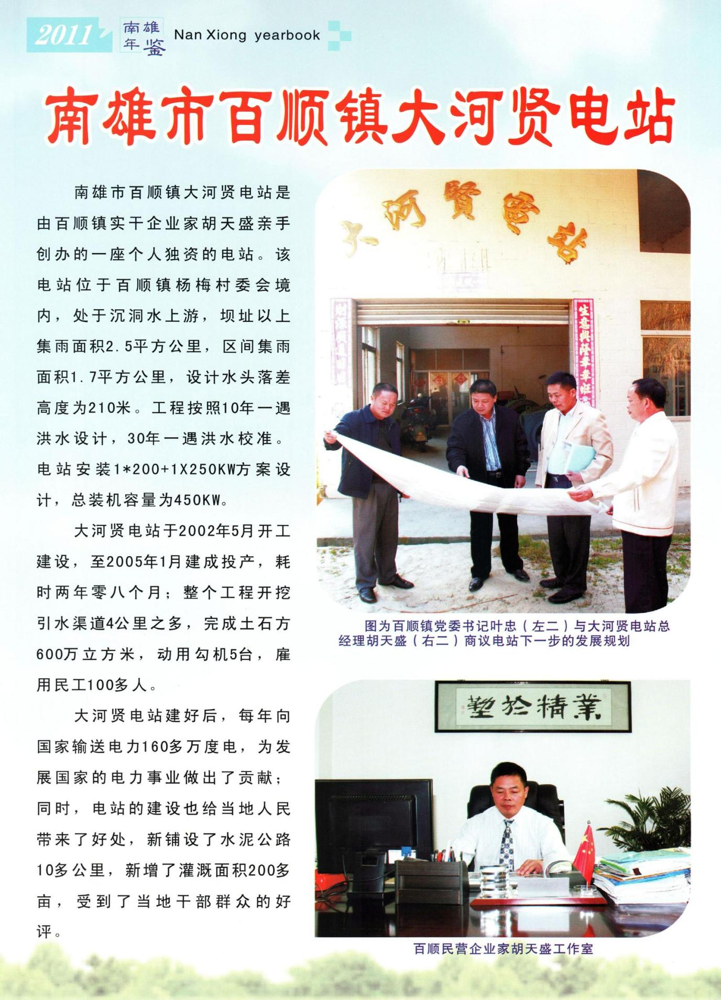 2011
南雄
年鉴
Nan Xiong yearbook
南雄市百顺镇大河贤电站
南雄市百顺镇大河贤电站是
由百顺镇实干企业家胡天盛亲手
创办的一座个人独资的电站。该
电站位于百顺镇杨梅村委会境
内，处于沉洞水上游，坝址以上
集雨面积2.5平方公里，区间集雨
面积1.7平方公里，设计水头落差
高度为210米。工程按照10年一遇
洪水设计，30年一遇洪水校准。
电站安装1*200+1X250KW方案设
计，总装机容量为450KW。
大河贤电站于2002年5月开工
建设，至2005年1月建成投产，耗
时两年零八个月；整个工程开挖
引水渠道4公里之多，完成土石方
600万立方米，动用勾机5台，雇
用民工100多人。
大河贤电站建好后，每年向
国家输送电力160多万度电，为发
展国家的电力事业做出了贡献；
同时，电站的建设也给当地人民
带来了好处，新铺设了水泥公路
10多公里，新增了灌溉面积200多
亩，受到了当地干部群众的好
评。
大河賢電站
生意興隆年年旺
图为百顺镇党委书记叶忠（左二）与大河贤电站总
经理胡天盛（右二）商议电站下一步的发展规划
業精於勤
百顺民营企业家胡天盛工作室